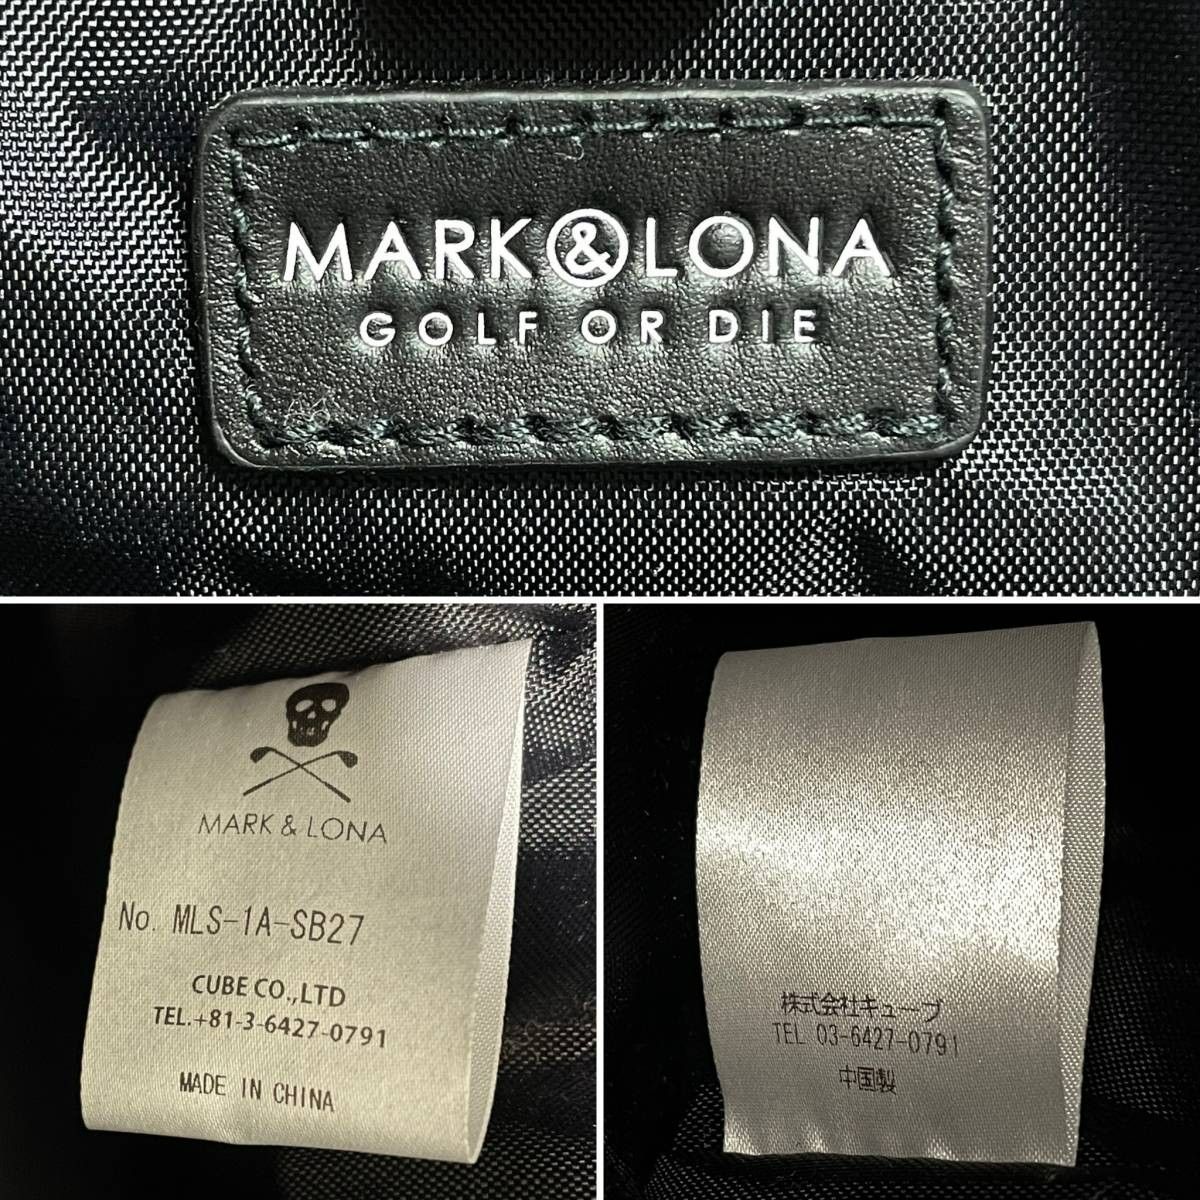 MARK&LONA
GOLF OR DIE
MARK & LONA
No. MLS-1A-SB27
CUBE CO.,LTD
TEL.+81-3-6427-0791
MADE IN CHINA
株式会社キューブ
TEL 03-6427-0791
中国製